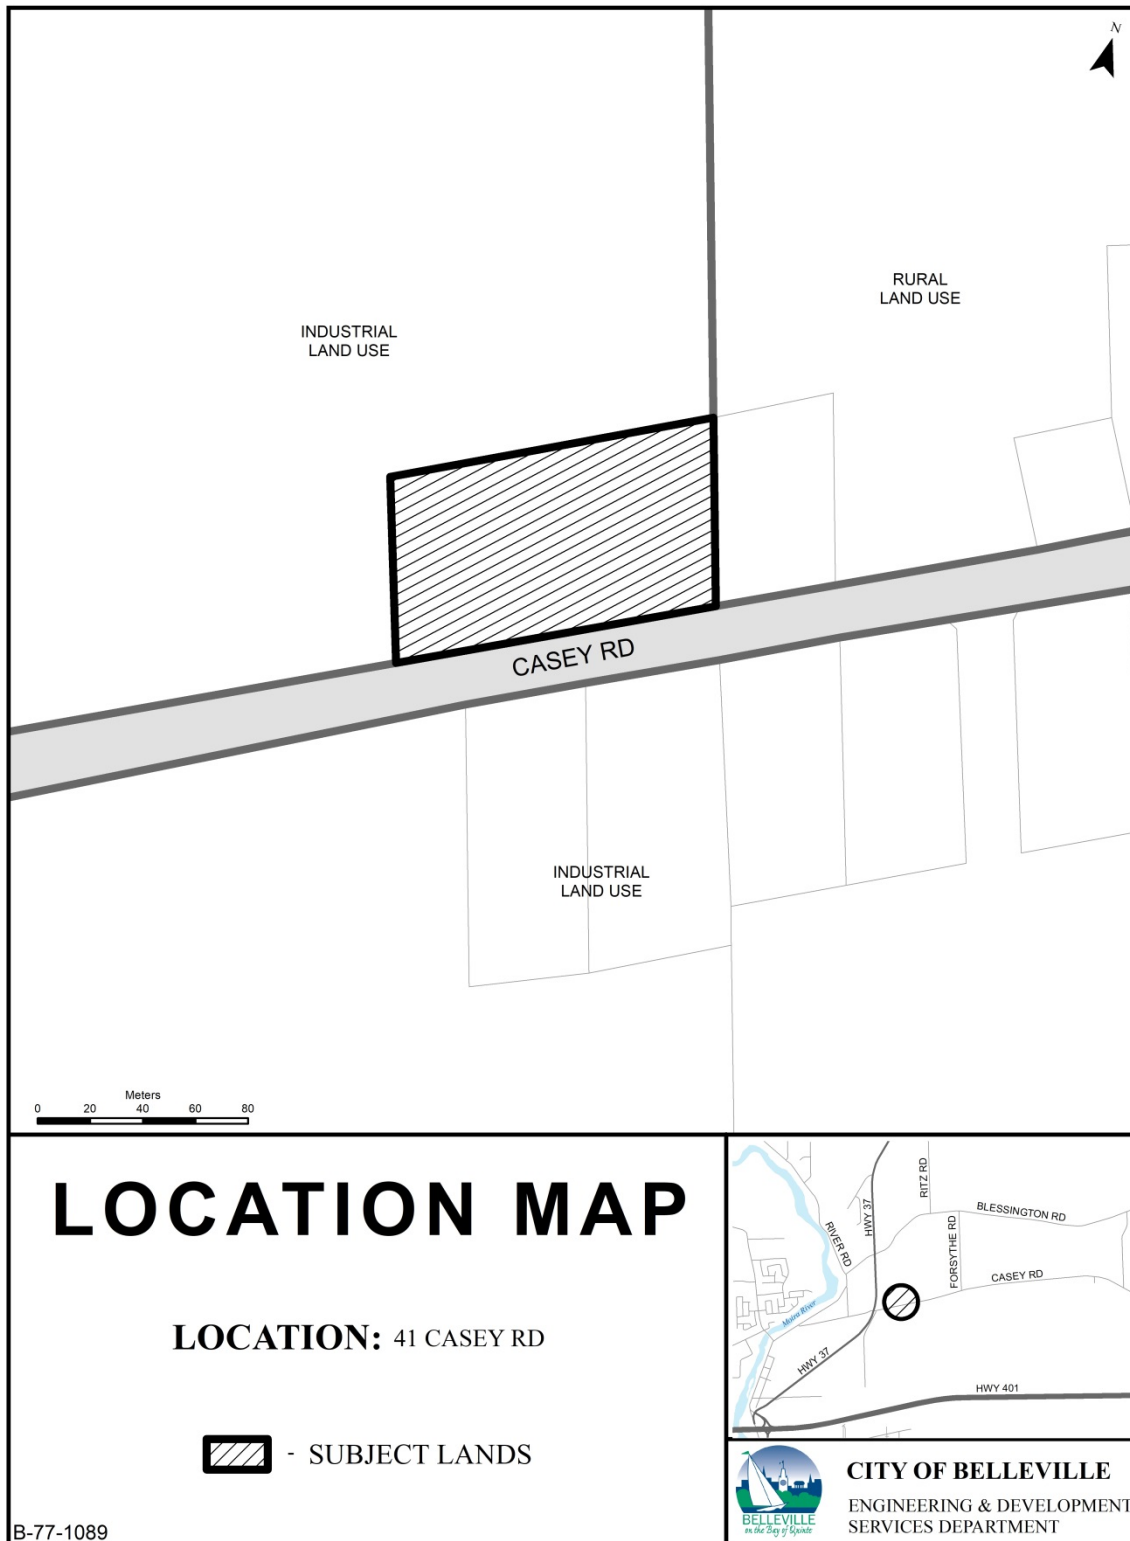 N
RURAL
LAND USE
INDUSTRIAL
LAND USE
CASEY RD
INDUSTRIAL
LAND USE
Meters
0 20 40 60 80
LOCATION MAP
LOCATION: 41 CASEY RD
- SUBJECT LANDS
B-77-1089
RITZ RD
HWY 37
BLESSINGTON RD
RIVER RD
FORSYTHE RD
CASEY RD
Moira River
HWY 37
HWY 401
BELLEVILLE
on the Bay of Quinte
CITY OF BELLEVILLE
ENGINEERING & DEVELOPMENT
SERVICES DEPARTMENT